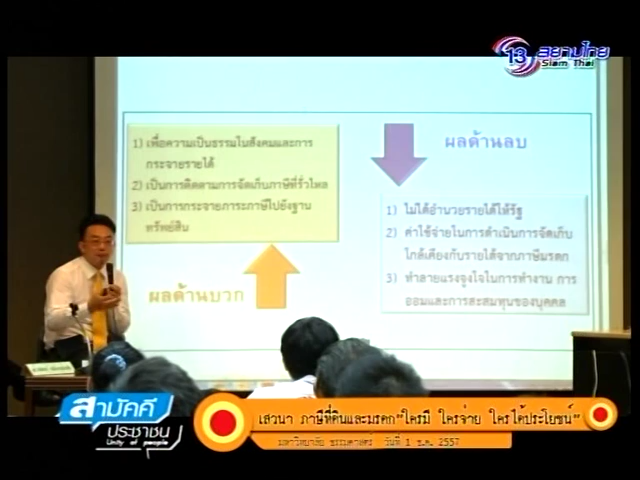 13 สยามไทย
Siam Thai
1) เพื่อความเป็นธรรมในสังคมและการ
กระจายรายได้
2) เป็นการติดตามการจัดเก็บภาษีที่รั่วไหล
3) เป็นการกระจายภาระภาษีไปยังฐาน
ทรัพย์สิน
ผลด้านบวก
ผลด้านลบ
1) ไม่ได้อำนวยรายได้ให้รัฐ
2) ค่าใช้จ่ายในการดำเนินการจัดเก็บ
ใกล้เคียงกับรายได้จากภาษีมรดก
3) ทำลายแรงจูงใจในการทำงาน การ
ออมและการสะสมทุนของบุคคล
สามัคคี
ประชาชน
Unity of people
เสวนา ภาษีที่ดินและมรดก"ใครมี ใครจ่าย ใครได้ประโยชน์"
มหาวิทยาลัย ธรรมศาสตร์ วันที่ 1 ธ.ค. 2557